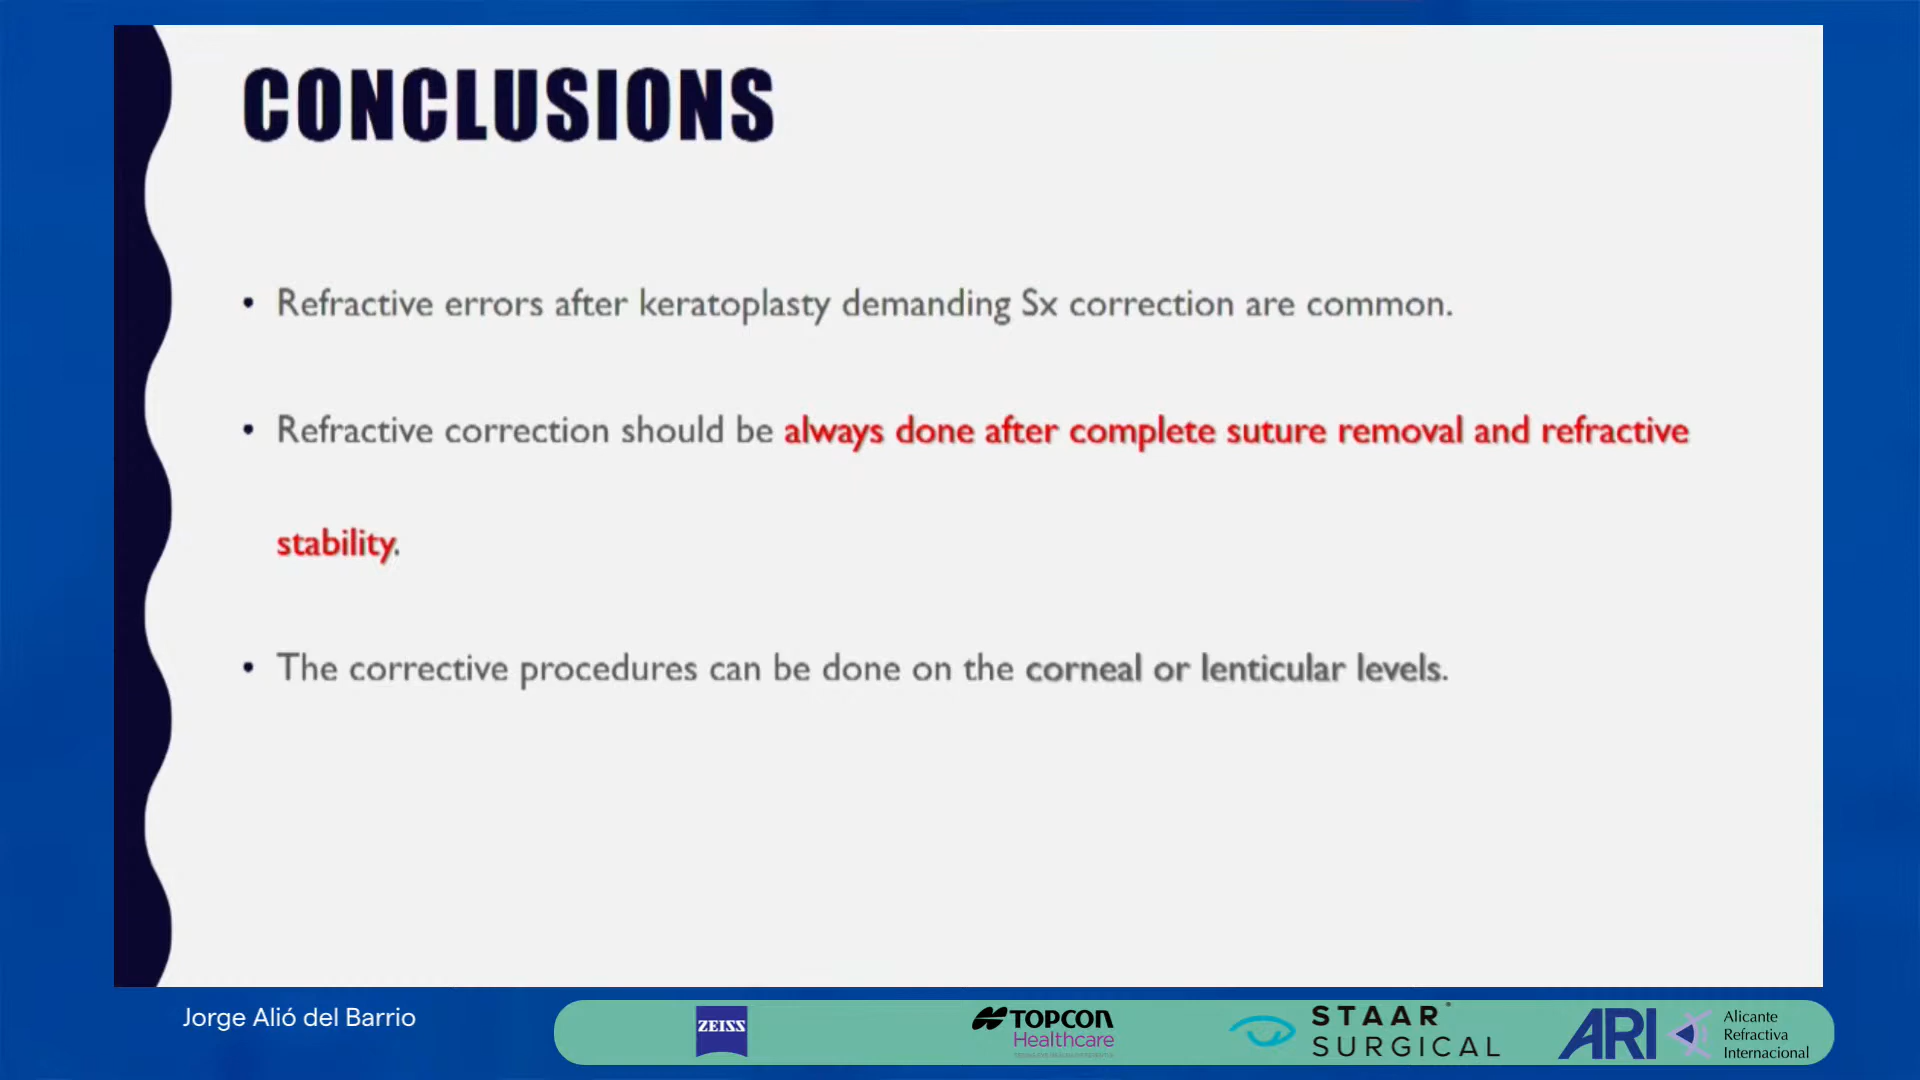 CONCLUSIONS
• Refractive errors after keratoplasty demanding Sx correction are common.
• Refractive correction should be always done after complete suture removal and refractive
stability.
• The corrective procedures can be done on the corneal or lenticular levels.
Jorge Alió del Barrio
ZEISS
TOPCON
Healthcare
STAAR
SURGICAL
ARI
Alicante
Refractiva
Internacional